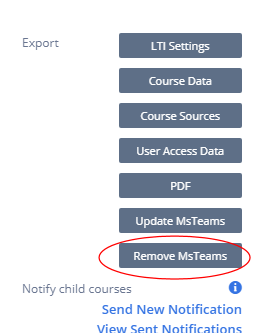 Export
LTI Settings
Course Data
Course Sources
User Access Data
PDF
Update MsTeams
Remove MsTeams
Notify child courses
Send New Notification
View Sent Notifications